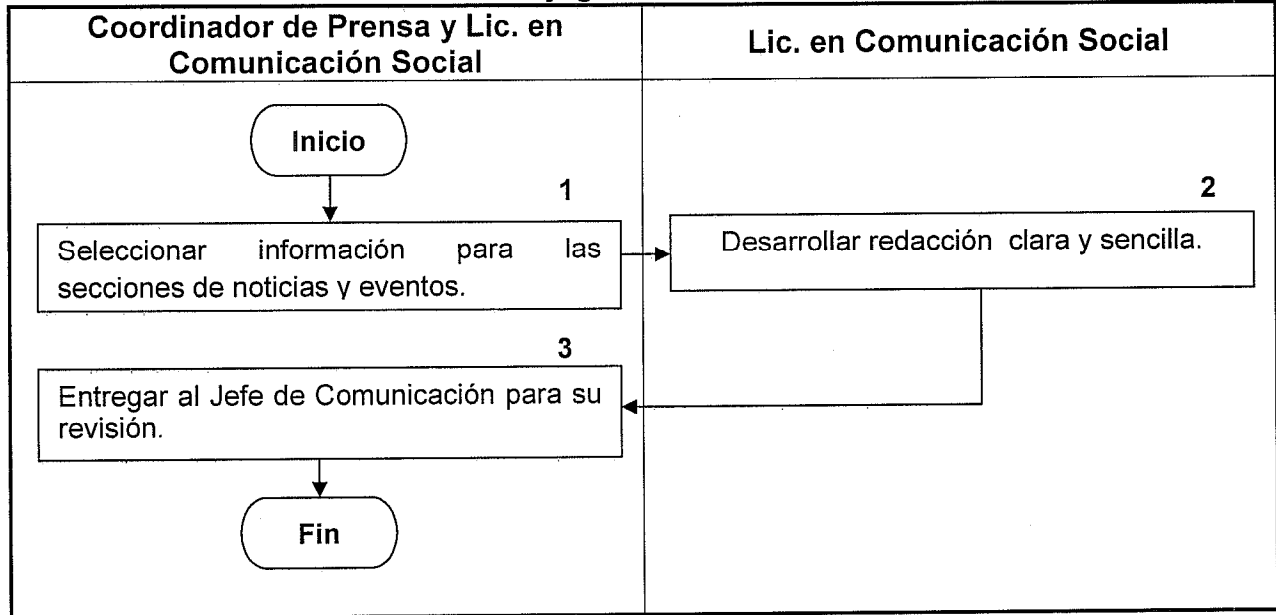 Coordinador de Prensa y Lic. en
Comunicación Social
Lic. en Comunicación Social
Inicio
1
Seleccionar información para las
secciones de noticias y eventos.
2
Desarrollar redacción clara y sencilla.
3
Entregar al Jefe de Comunicación para su
revisión.
Fin